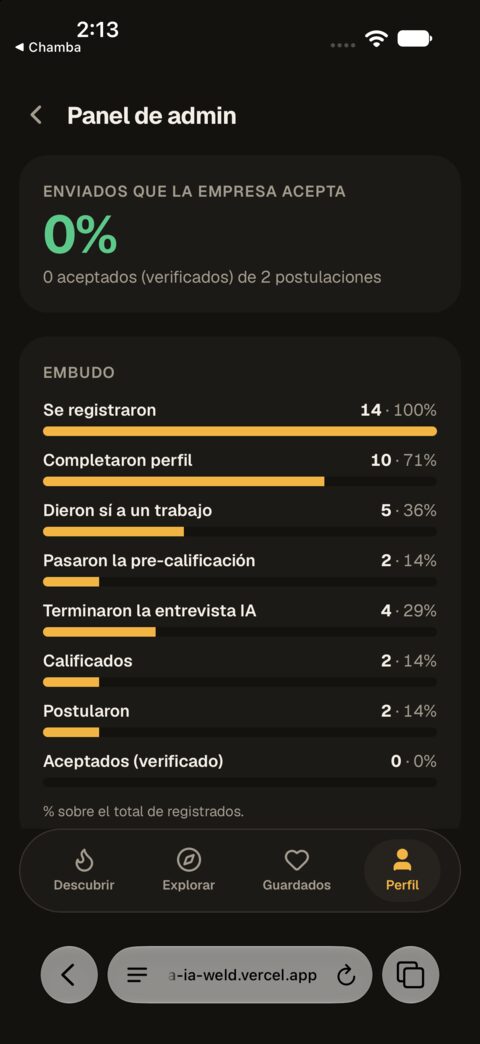 2:13
◀ Chamba
Panel de admin
ENVIADOS QUE LA EMPRESA ACEPTA
0%
0 aceptados (verificados) de 2 postulaciones
EMBUDO
Se registraron 14 · 100%
Completaron perfil 10 · 71%
Dieron sí a un trabajo 5 · 36%
Pasaron la pre-calificación 2 · 14%
Terminaron la entrevista IA 4 · 29%
Calificados 2 · 14%
Postularon 2 · 14%
Aceptados (verificado) 0 · 0%
% sobre el total de registrados.
Descubrir Explorar Guardados Perfil
a-ia-weld.vercel.app